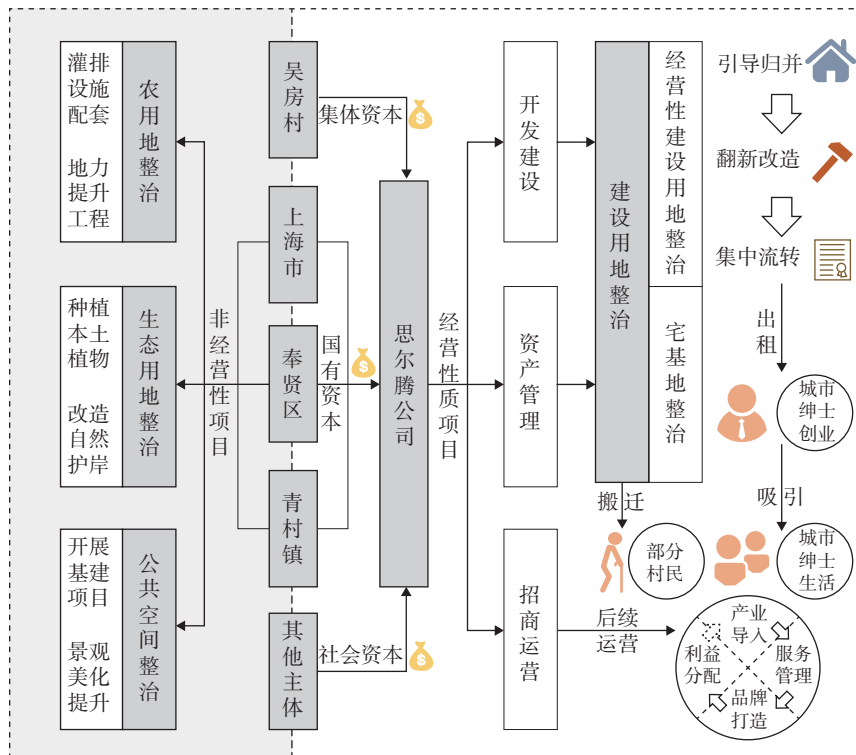 灌排
设施
配套
地力
提升
工程
农用地整治
种植
本土
植物
改造
自然
护岸
生态用地整治
开展
基建
项目
景观
美化
提升
公共空间整治
非经营性项目
吴房村
上海市
奉贤区
青村镇
其他主体
集体资本
国有资本
社会资本
思尔腾公司
经营性质项目
开发建设
资产管理
招商运营
建设用地整治
经营性建设用地整治
宅基地整治
搬迁
部分
村民
后续
运营
引导归并
翻新改造
集中流转
出租
城市
绅士
创业
吸引
城市
绅士
生活
产业
导入
服务
管理
品牌
打造
利益
分配